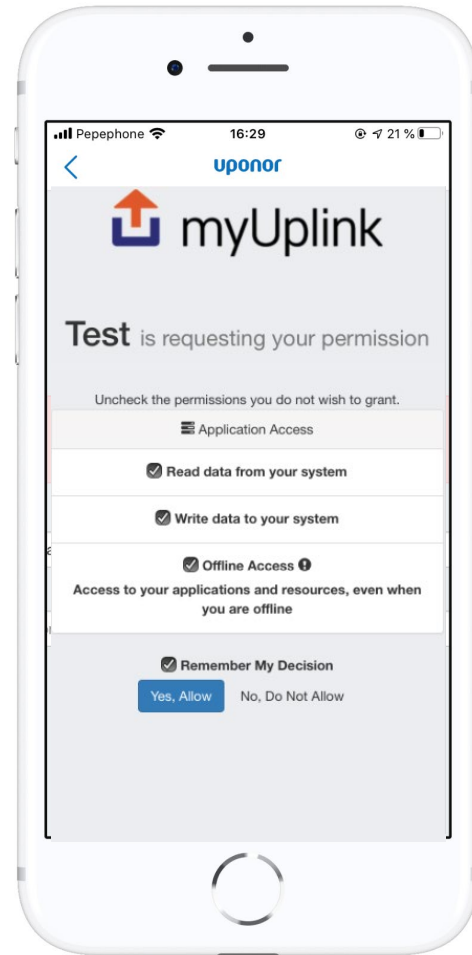 Pepephone 16:29 21 %
uponor
myUplink
Test is requesting your permission
Uncheck the permissions you do not wish to grant.
Application Access
Read data from your system
Write data to your system
Offline Access
Access to your applications and resources, even when
you are offline
Remember My Decision
Yes, Allow No, Do Not Allow